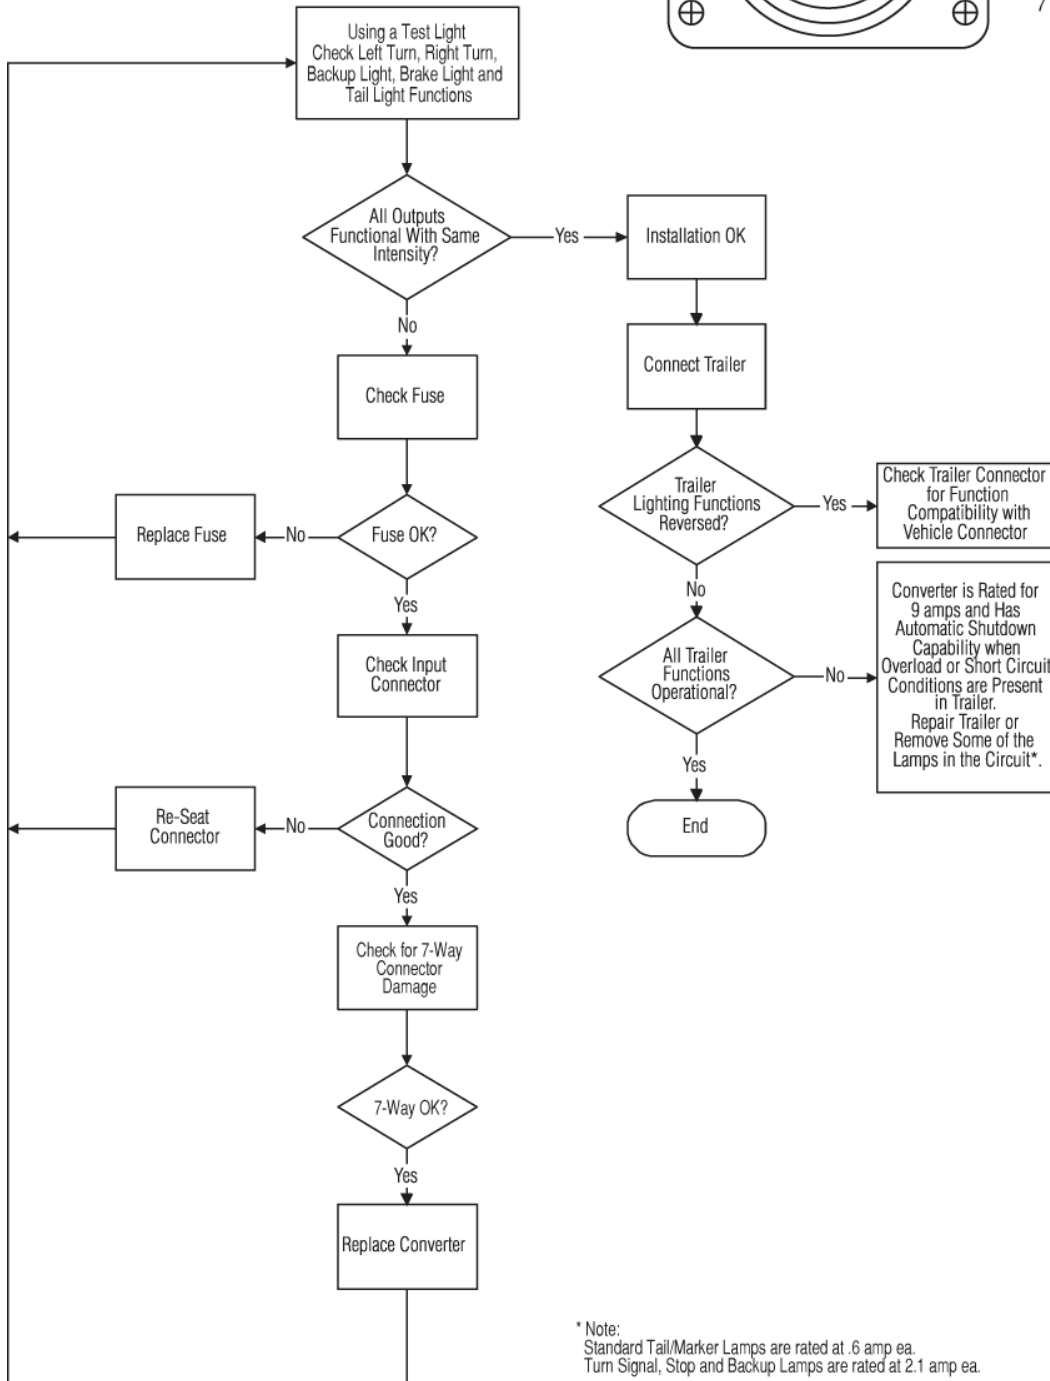 7
Using a Test Light
Check Left Turn, Right Turn,
Backup Light, Brake Light and
Tail Light Functions
All Outputs
Functional With Same
Intensity?
Yes
Installation OK
No
Connect Trailer
Check Fuse
Trailer
Lighting Functions
Reversed?
Yes
Check Trailer Connector
for Function
Compatibility with
Vehicle Connector
Fuse OK?
No
Replace Fuse
Yes
No
Converter is Rated for
9 amps and Has
Automatic Shutdown
Capability when
Overload or Short Circuit
Conditions are Present
in Trailer.
Repair Trailer or
Remove Some of the
Lamps in the Circuit*.
Check Input
Connector
All Trailer
Functions
Operational?
No
Yes
End
Connection
Good?
No
Re-Seat
Connector
Yes
Check for 7-Way
Connector
Damage
7-Way OK?
Yes
Replace Converter
* Note:
Standard Tail/Marker Lamps are rated at .6 amp ea.
Turn Signal, Stop and Backup Lamps are rated at 2.1 amp ea.